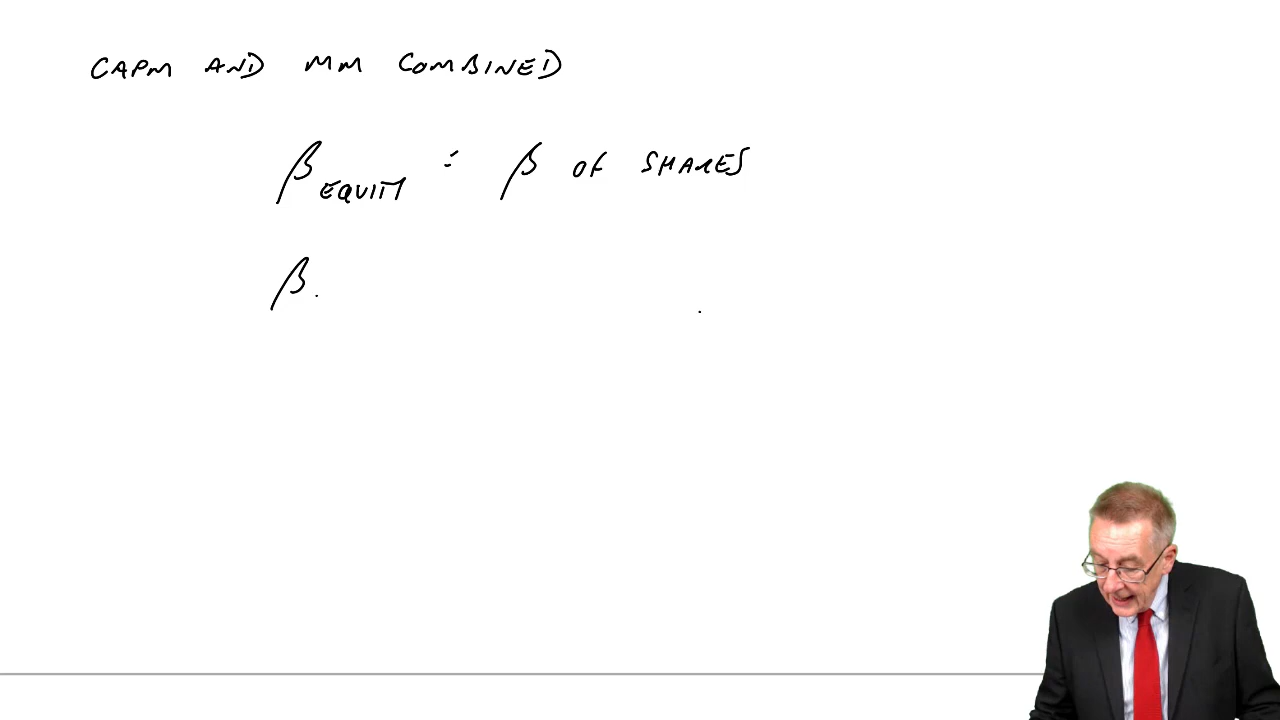 CAPM AND MM COMBINED
β EQUITY = β OF SHARES
β